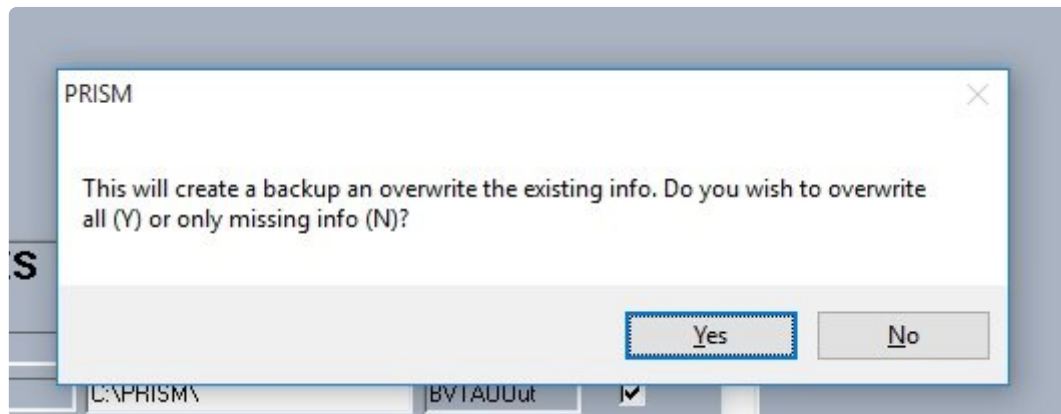 PRISM
This will create a backup an overwrite the existing info. Do you wish to overwrite
all (Y) or only missing info (N)?
S
Yes
No
C:\PRISM\